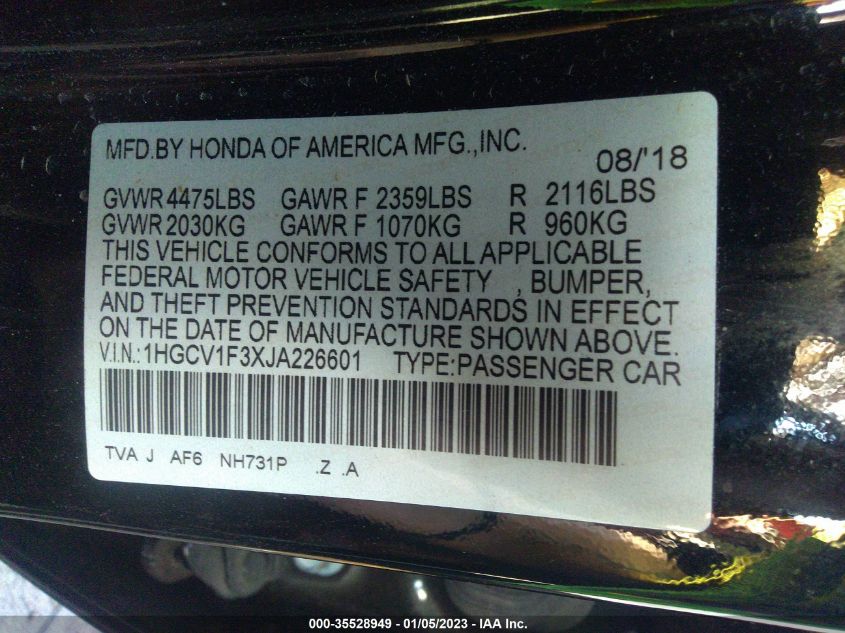 MFD.BY HONDA OF AMERICA MFG.,INC. 08/'18
GVWR 4475LBS GAWR F 2359LBS R 2116LBS
GVWR 2030KG GAWR F 1070KG R 960KG
THIS VEHICLE CONFORMS TO ALL APPLICABLE
FEDERAL MOTOR VEHICLE SAFETY , BUMPER,
AND THEFT PREVENTION STANDARDS IN EFFECT
ON THE DATE OF MANUFACTURE SHOWN ABOVE.
V.I.N.:1HGCV1F3XJA226601 TYPE:PASSENGER CAR
TVA J AF6 NH731P .Z .A
000-35528949 — 01/05/2023 — IAA Inc.